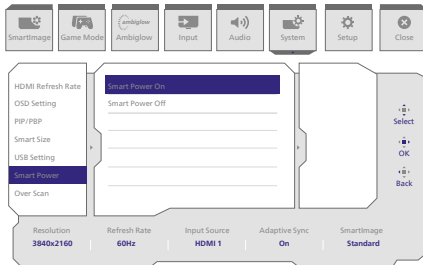 SmartImage
Game Mode
ambiglow
Ambiglow
Input
Audio
System
Setup
Close
HDMI Refresh Rate
OSD Setting
PIP/PBP
Smart Size
USB Setting
Smart Power
Over Scan
Smart Power On
Smart Power Off
Select
OK
Back
Resolution Refresh Rate Input Source Adaptive Sync SmartImage
3840x2160 60Hz HDMI 1 On Standard